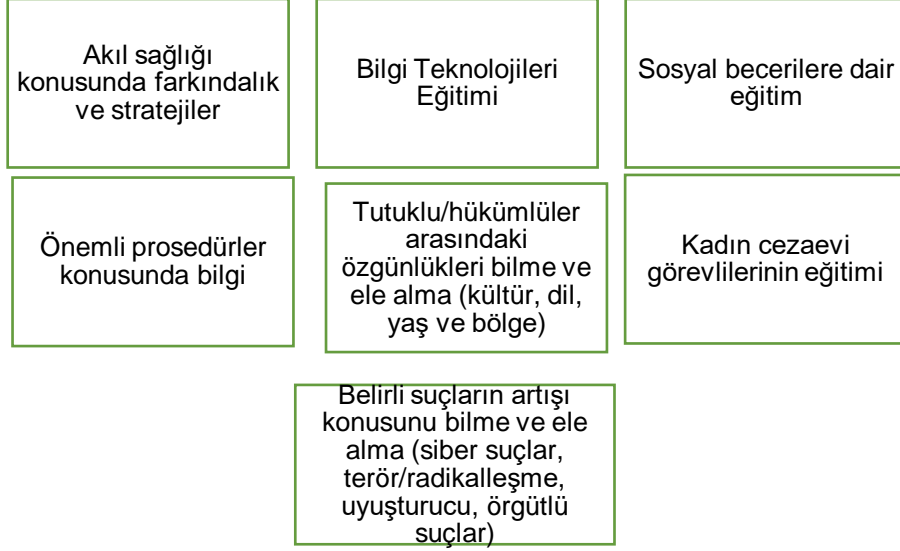 Akıl sağlığı
konusunda farkındalık
ve stratejiler
Bilgi Teknolojileri
Eğitimi
Sosyal becerilere dair
eğitim
Önemli prosedürler
konusunda bilgi
Tutuklu/hükümlüler
arasındaki
özgünlükleri bilme ve
ele alma (kültür, dil,
yaş ve bölge)
Kadın cezaevi
görevlilerinin eğitimi
Belirli suçların artışı
konusunu bilme ve ele
alma (siber suçlar,
terör/radikalleşme,
uyuşturucu, örgütlü
suçlar)